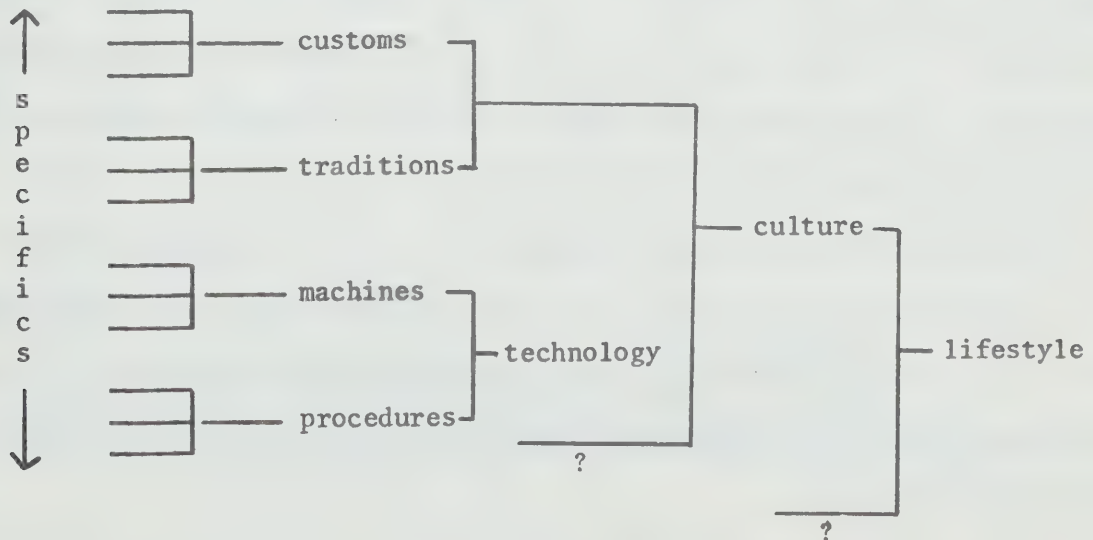 specifics
customs
traditions
machines
technology
procedures
culture
lifestyle
?
?